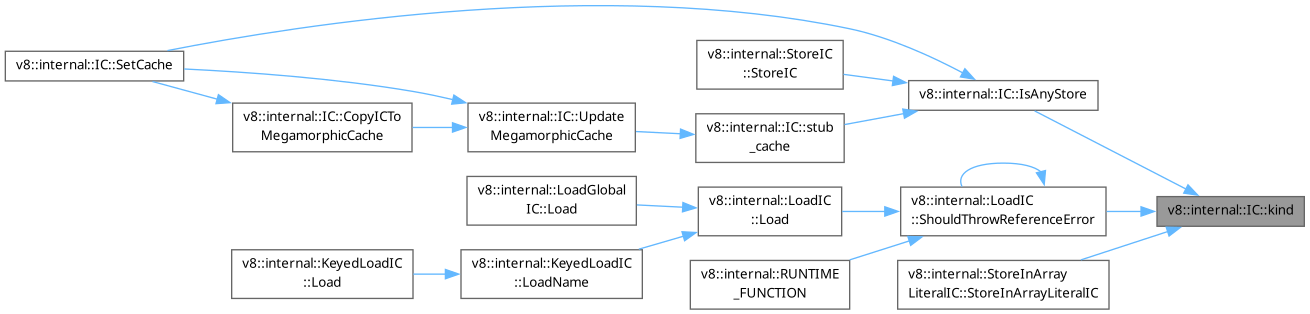 v8::internal::IC::SetCache
v8::internal::StoreIC
::StoreIC
v8::internal::IC::IsAnyStore
v8::internal::IC::CopyICTo
MegamorphicCache
v8::internal::IC::Update
MegamorphicCache
v8::internal::IC::stub
_cache
v8::internal::LoadGlobal
IC::Load
v8::internal::LoadIC
::Load
v8::internal::LoadIC
::ShouldThrowReferenceError
v8::internal::IC::kind
v8::internal::KeyedLoadIC
::Load
v8::internal::KeyedLoadIC
::LoadName
v8::internal::RUNTIME
_FUNCTION
v8::internal::StoreInArray
LiteralIC::StoreInArrayLiteralIC